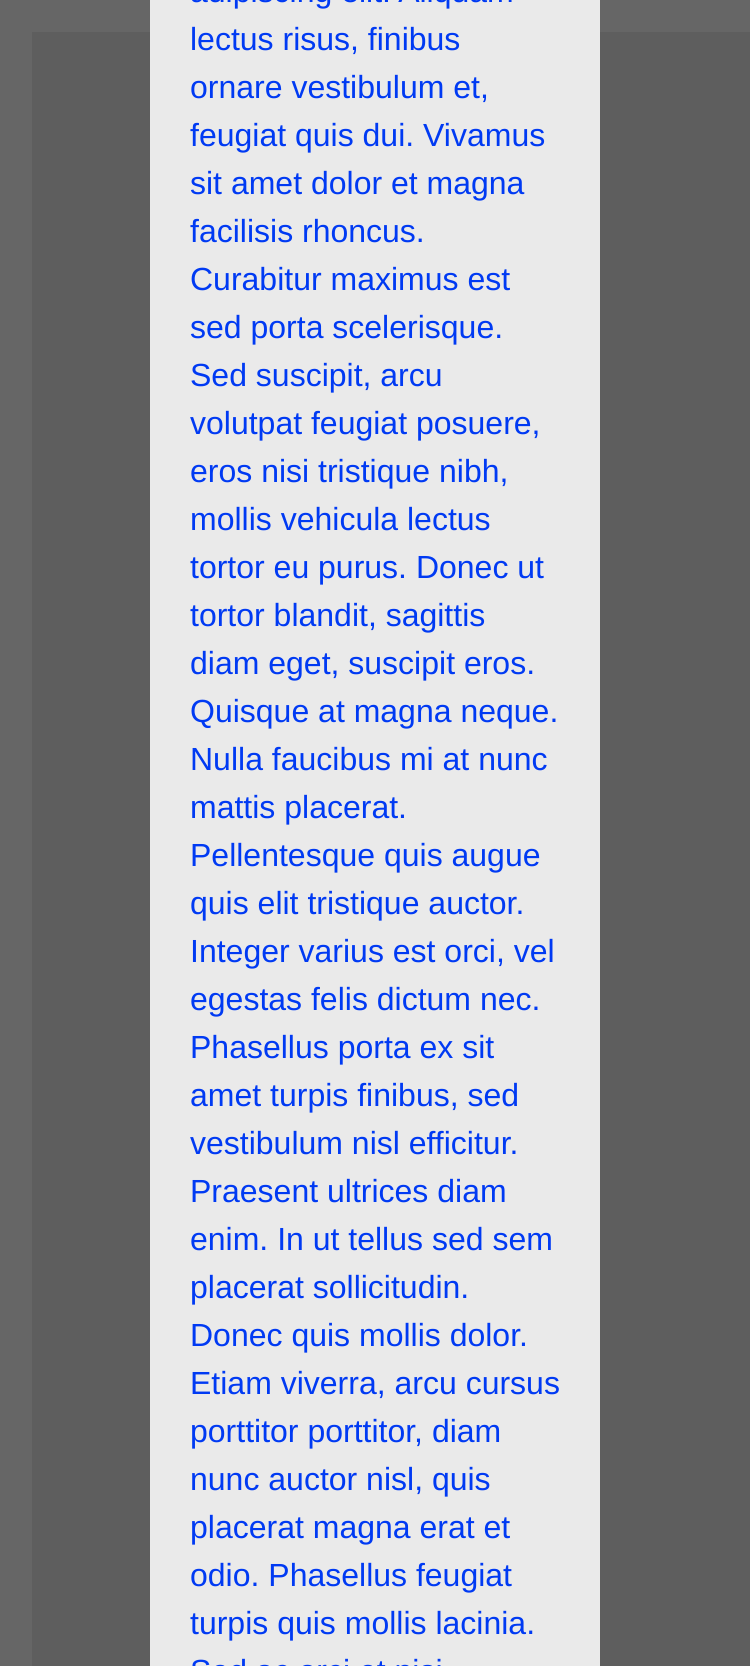 lectus risus, finibus
ornare vestibulum et,
feugiat quis dui. Vivamus
sit amet dolor et magna
facilisis rhoncus.
Curabitur maximus est
sed porta scelerisque.
Sed suscipit, arcu
volutpat feugiat posuere,
eros nisi tristique nibh,
mollis vehicula lectus
tortor eu purus. Donec ut
tortor blandit, sagittis
diam eget, suscipit eros.
Quisque at magna neque.
Nulla faucibus mi at nunc
mattis placerat.
Pellentesque quis augue
quis elit tristique auctor.
Integer varius est orci, vel
egestas felis dictum nec.
Phasellus porta ex sit
amet turpis finibus, sed
vestibulum nisl efficitur.
Praesent ultrices diam
enim. In ut tellus sed sem
placerat sollicitudin.
Donec quis mollis dolor.
Etiam viverra, arcu cursus
porttitor porttitor, diam
nunc auctor nisl, quis
placerat magna erat et
odio. Phasellus feugiat
turpis quis mollis lacinia.